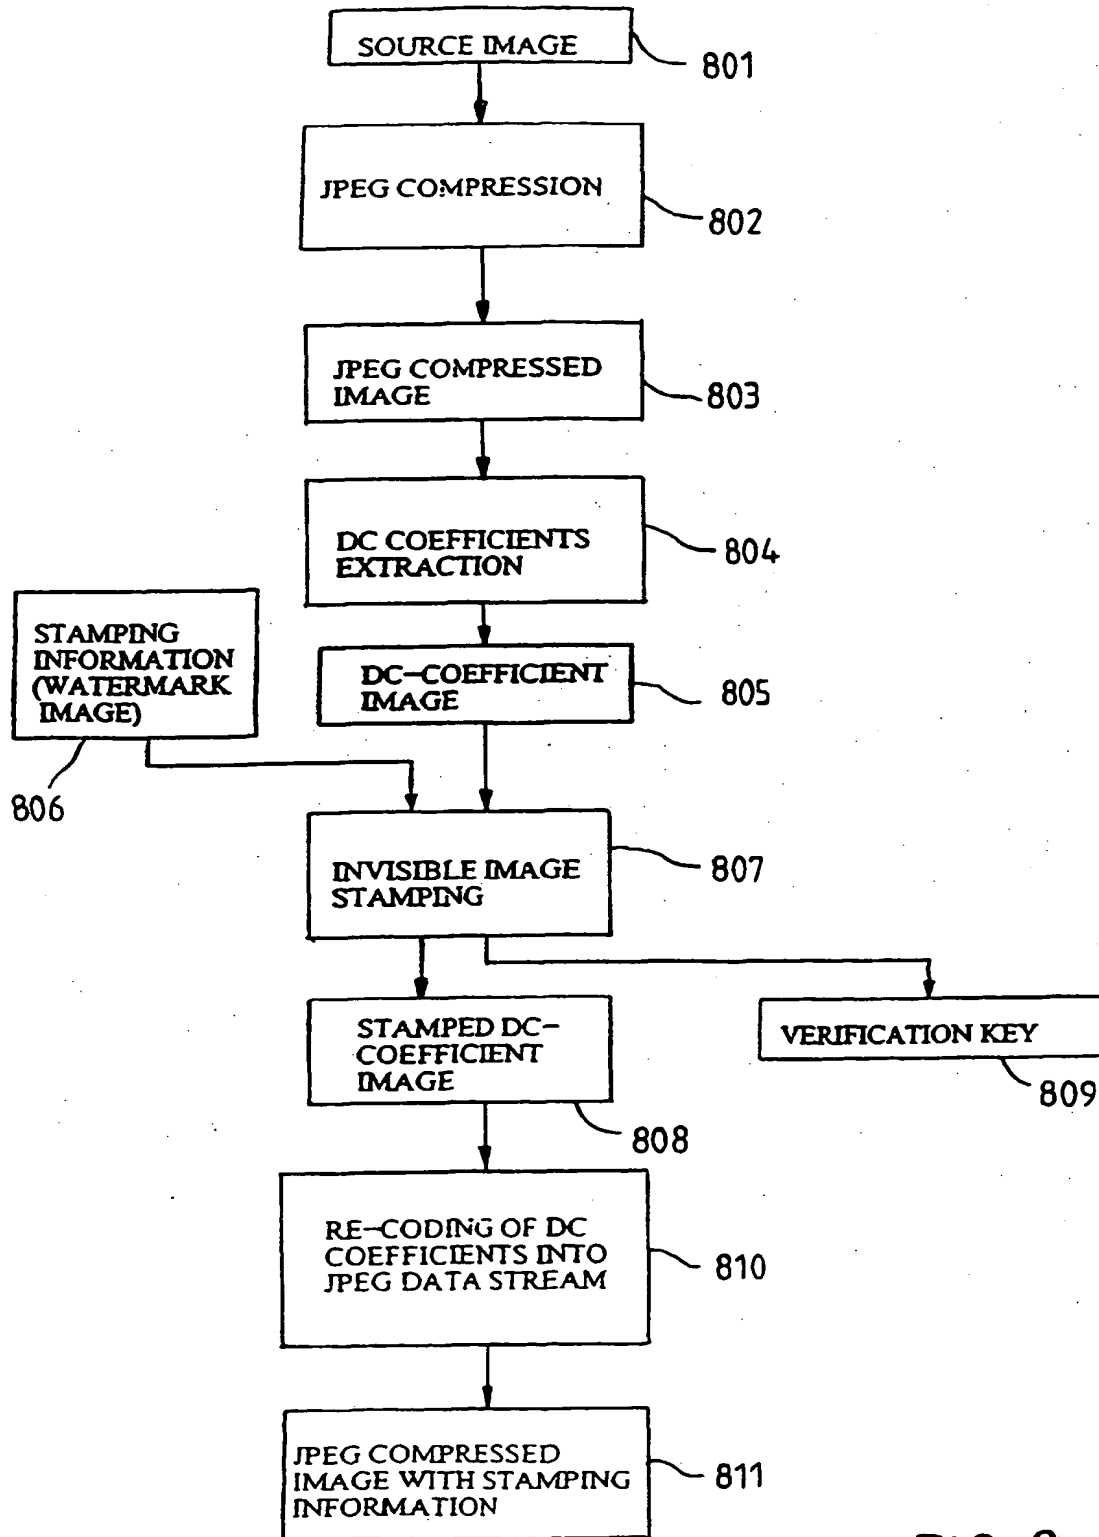 SOURCE IMAGE
801
JPEG COMPRESSION
802
JPEG COMPRESSED
IMAGE
803
DC COEFFICIENTS
EXTRACTION
804
STAMPING
INFORMATION
(WATERMARK
IMAGE)
806
DC-COEFFICIENT
IMAGE
805
INVISIBLE IMAGE
STAMPING
807
STAMPED DC-
COEFFICIENT
IMAGE
808
VERIFICATION KEY
809
RE-CODING OF DC
COEFFICIENTS INTO
JPEG DATA STREAM
810
JPEG COMPRESSED
IMAGE WITH STAMPING
INFORMATION
811